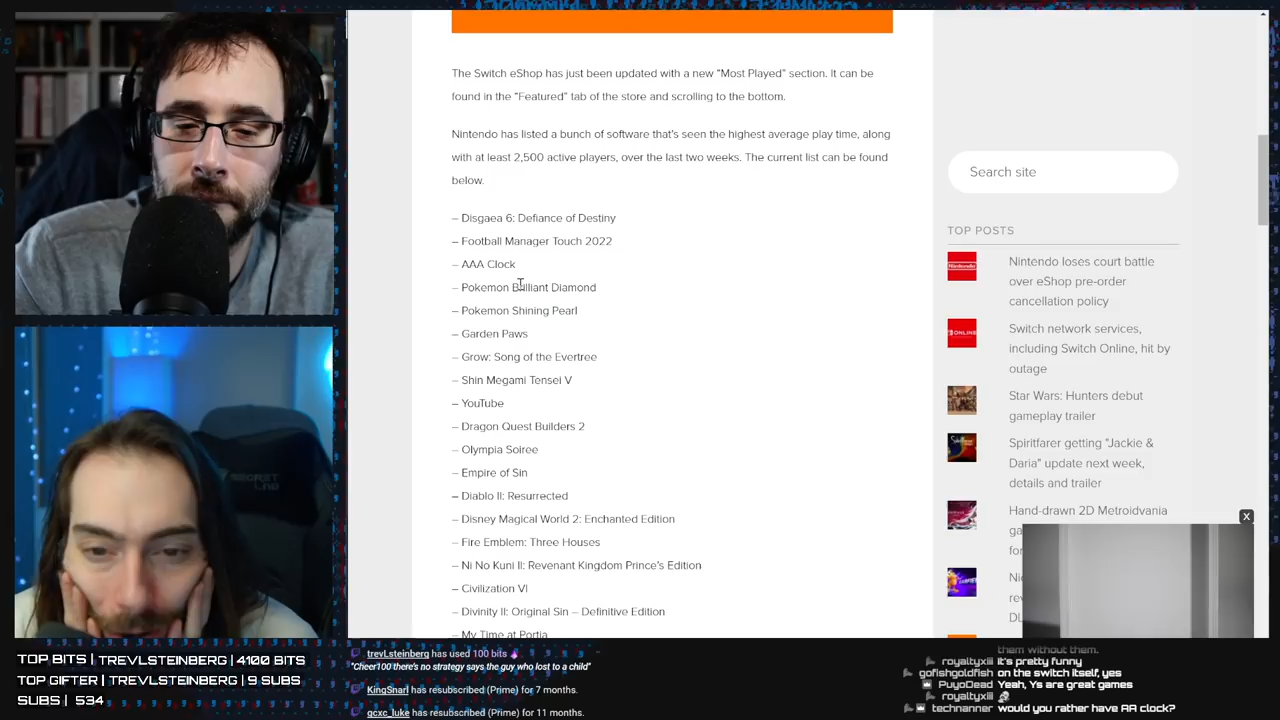 The Switch eShop has just been updated with a new “Most Played” section. It can be
found in the “Featured” tab of the store and scrolling to the bottom.
Nintendo has listed a bunch of software that’s seen the highest average play time, along
with at least 2,500 active players, over the last two weeks. The current list can be found
below.
– Disgaea 6: Defiance of Destiny
– Football Manager Touch 2022
– AAA Clock
– Pokemon Brilliant Diamond
– Pokemon Shining Pearl
– Garden Paws
– Grow: Song of the Evertree
– Shin Megami Tensei V
– YouTube
– Dragon Quest Builders 2
– Olympia Soiree
– Empire of Sin
– Diablo II: Resurrected
– Disney Magical World 2: Enchanted Edition
– Fire Emblem: Three Houses
– Ni No Kuni II: Revenant Kingdom Prince’s Edition
– Civilization VI
– Divinity II: Original Sin – Definitive Edition
– My Time at Portia
Search site
TOP POSTS
Nintendo loses court battle
over eShop pre-order
cancellation policy
Switch network services,
including Switch Online, hit by
outage
Star Wars: Hunters debut
gameplay trailer
Spiritfarer getting "Jackie &
Daria" update next week,
details and trailer
Hand-drawn 2D Metroidvania
X
SECRETLAB
TOP BITS | TREVLSTEINBERG | 4100 BITS
TOP GIFTER | TREVLSTEINBERG | 9 SUBS
SUBS | 534
trevLsteinberg has used 100 bits
"Cheer100 there's no strategy says the guy who lost to a child"
KingSnarl has resubscribed (Prime) for 7 months.
gcxc_luke has resubscribed (Prime) for 11 months.
them without them.
royaltyxiii it's pretty funny
gofishgoldfish on the switch itself, yes
PuyoDead Yeah, Ys are great games
royaltyxiii
technanner would you rather have AA clock?